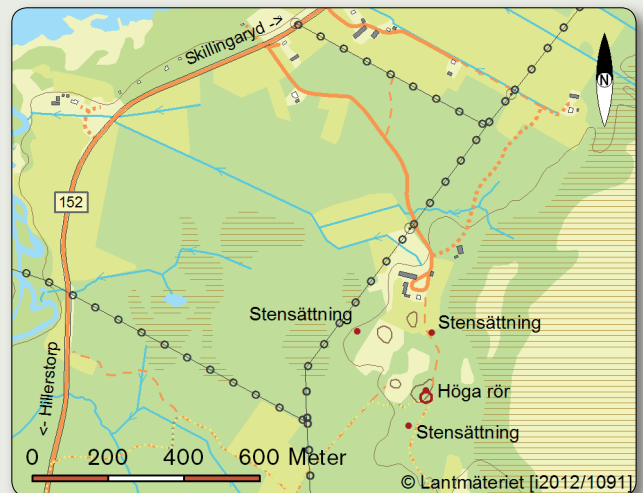 Skillingaryd ->
N
152
Stensättning
Stensättning
<- Hillerstorp
Höga rör
Stensättning
0 200 400 600 Meter
© Lantmäteriet [i2012/1091]